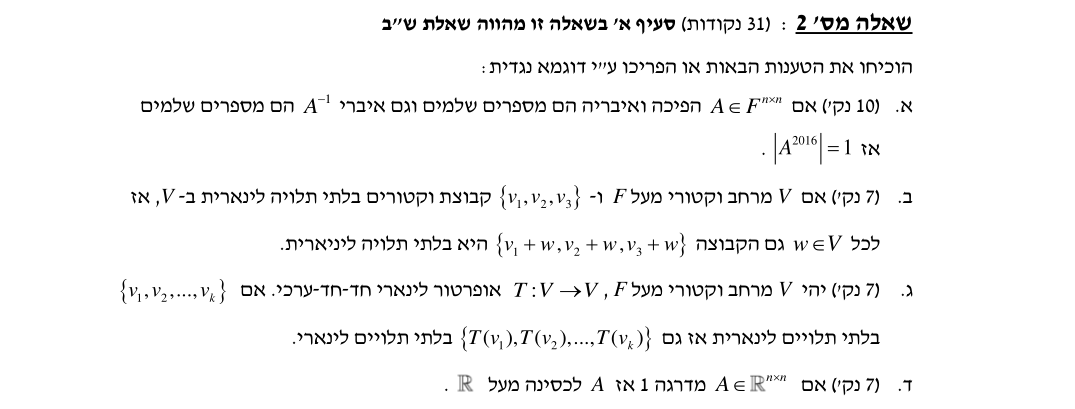 שאלה מס׳ 2 : (31 נקודות) סעיף א׳ בשאלה זו מהווה שאלת ש״ב
הוכיחו את הטענות הבאות או הפריכו ע״י דוגמא נגדית:
א. (10 נק׳) אם A ∈ F^{n×n} הפיכה ואיבריה הם מספרים שלמים וגם איברי A^{-1} הם מספרים שלמים
אז |A^{2016}| = 1 .
ב. (7 נק׳) אם V מרחב וקטורי מעל F ו- {v_1, v_2, v_3} קבוצת וקטורים בלתי תלויה לינארית ב- V, אז
לכל w ∈ V גם הקבוצה {v_1 + w, v_2 + w, v_3 + w} היא בלתי תלויה ליניארית.
ג. (7 נק׳) יהי V מרחב וקטורי מעל F, T : V → V אופרטור לינארי חד-חד-ערכי. אם {v_1, v_2, ..., v_k}
בלתי תלויים לינארית אז גם {T(v_1), T(v_2), ..., T(v_k)} בלתי תלויים לינארי.
ד. (7 נק׳) אם A ∈ ℝ^{n×n} מדרגה 1 אז A לכסינה מעל ℝ .